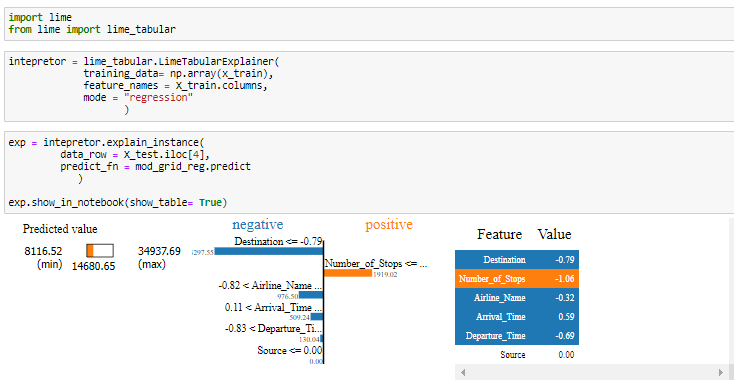 import lime
from lime import lime_tabular
intepretor = lime_tabular.LimeTabularExplainer(
training_data= np.array(x_train),
feature_names = X_train.columns,
mode = "regression"
)
exp = intepretor.explain_instance(
data_row = X_test.iloc[4],
predict_fn = mod_grid_reg.predict
)
exp.show_in_notebook(show_table= True)
Predicted value
8116.52
(min)
14680.65
34937.69
(max)
negative positive
Destination <= -0.79
4297.55
Number_of_Stops <= ...
1919.02
-0.82 < Airline_Name ...
976.50
0.11 < Arrival_Time ...
509.24
-0.83 < Departure_Ti...
130.04
Source <= 0.00
0.00
Feature Value
Destination -0.79
Number_of_Stops -1.06
Airline_Name -0.32
Arrival_Time 0.59
Departure_Time -0.69
Source 0.00